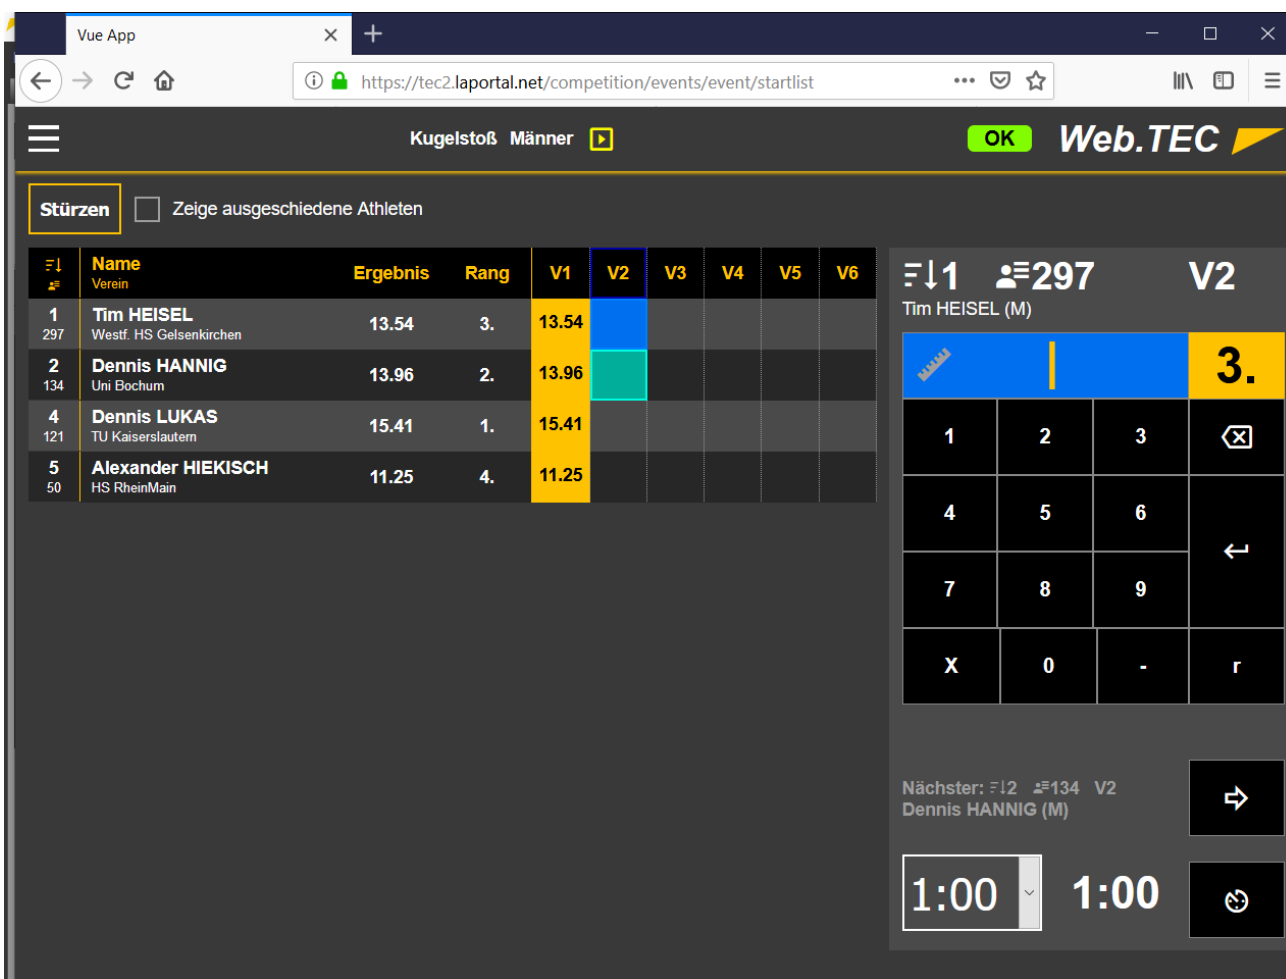 Vue App
https://tec2.laportal.net/competition/events/event/startlist
Kugelstoß Männer
OK
Web.TEC
Stürzen
Zeige ausgeschiedene Athleten
Name Ergebnis Rang V1 V2 V3 V4 V5 V6
Verein
1 Tim HEISEL 13.54 3. 13.54
297 Westf. HS Gelsenkirchen
2 Dennis HANNIG 13.96 2. 13.96
134 Uni Bochum
4 Dennis LUKAS 15.41 1. 15.41
121 TU Kaiserslautern
5 Alexander HIEKISCH 11.25 4. 11.25
50 HS RheinMain
1 297 V2
Tim HEISEL (M)
3.
1 2 3
4 5 6
7 8 9
X 0 - r
Nächster: 2 134 V2
Dennis HANNIG (M)
1:00 1:00